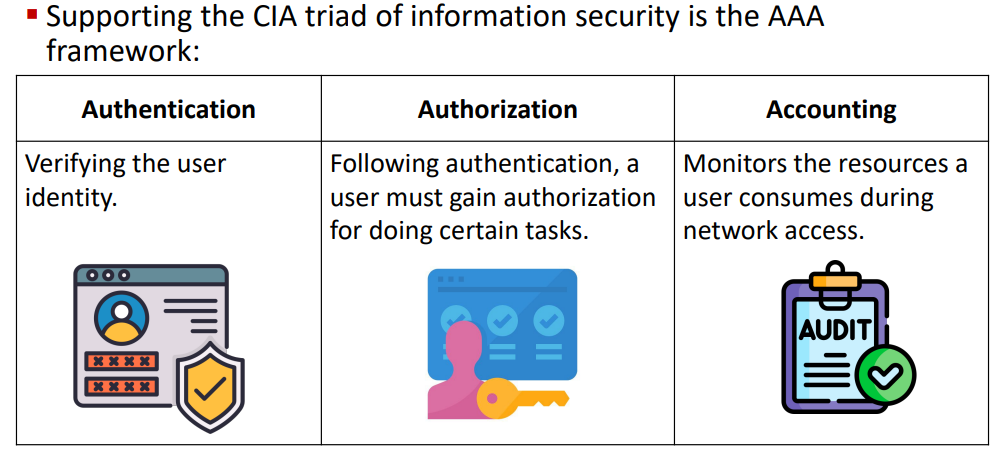 Supporting the CIA triad of information security is the AAA
framework:
Authentication
Authorization
Accounting
Verifying the user
identity.
Following authentication, a
user must gain authorization
for doing certain tasks.
Monitors the resources a
user consumes during
network access.
AUDIT